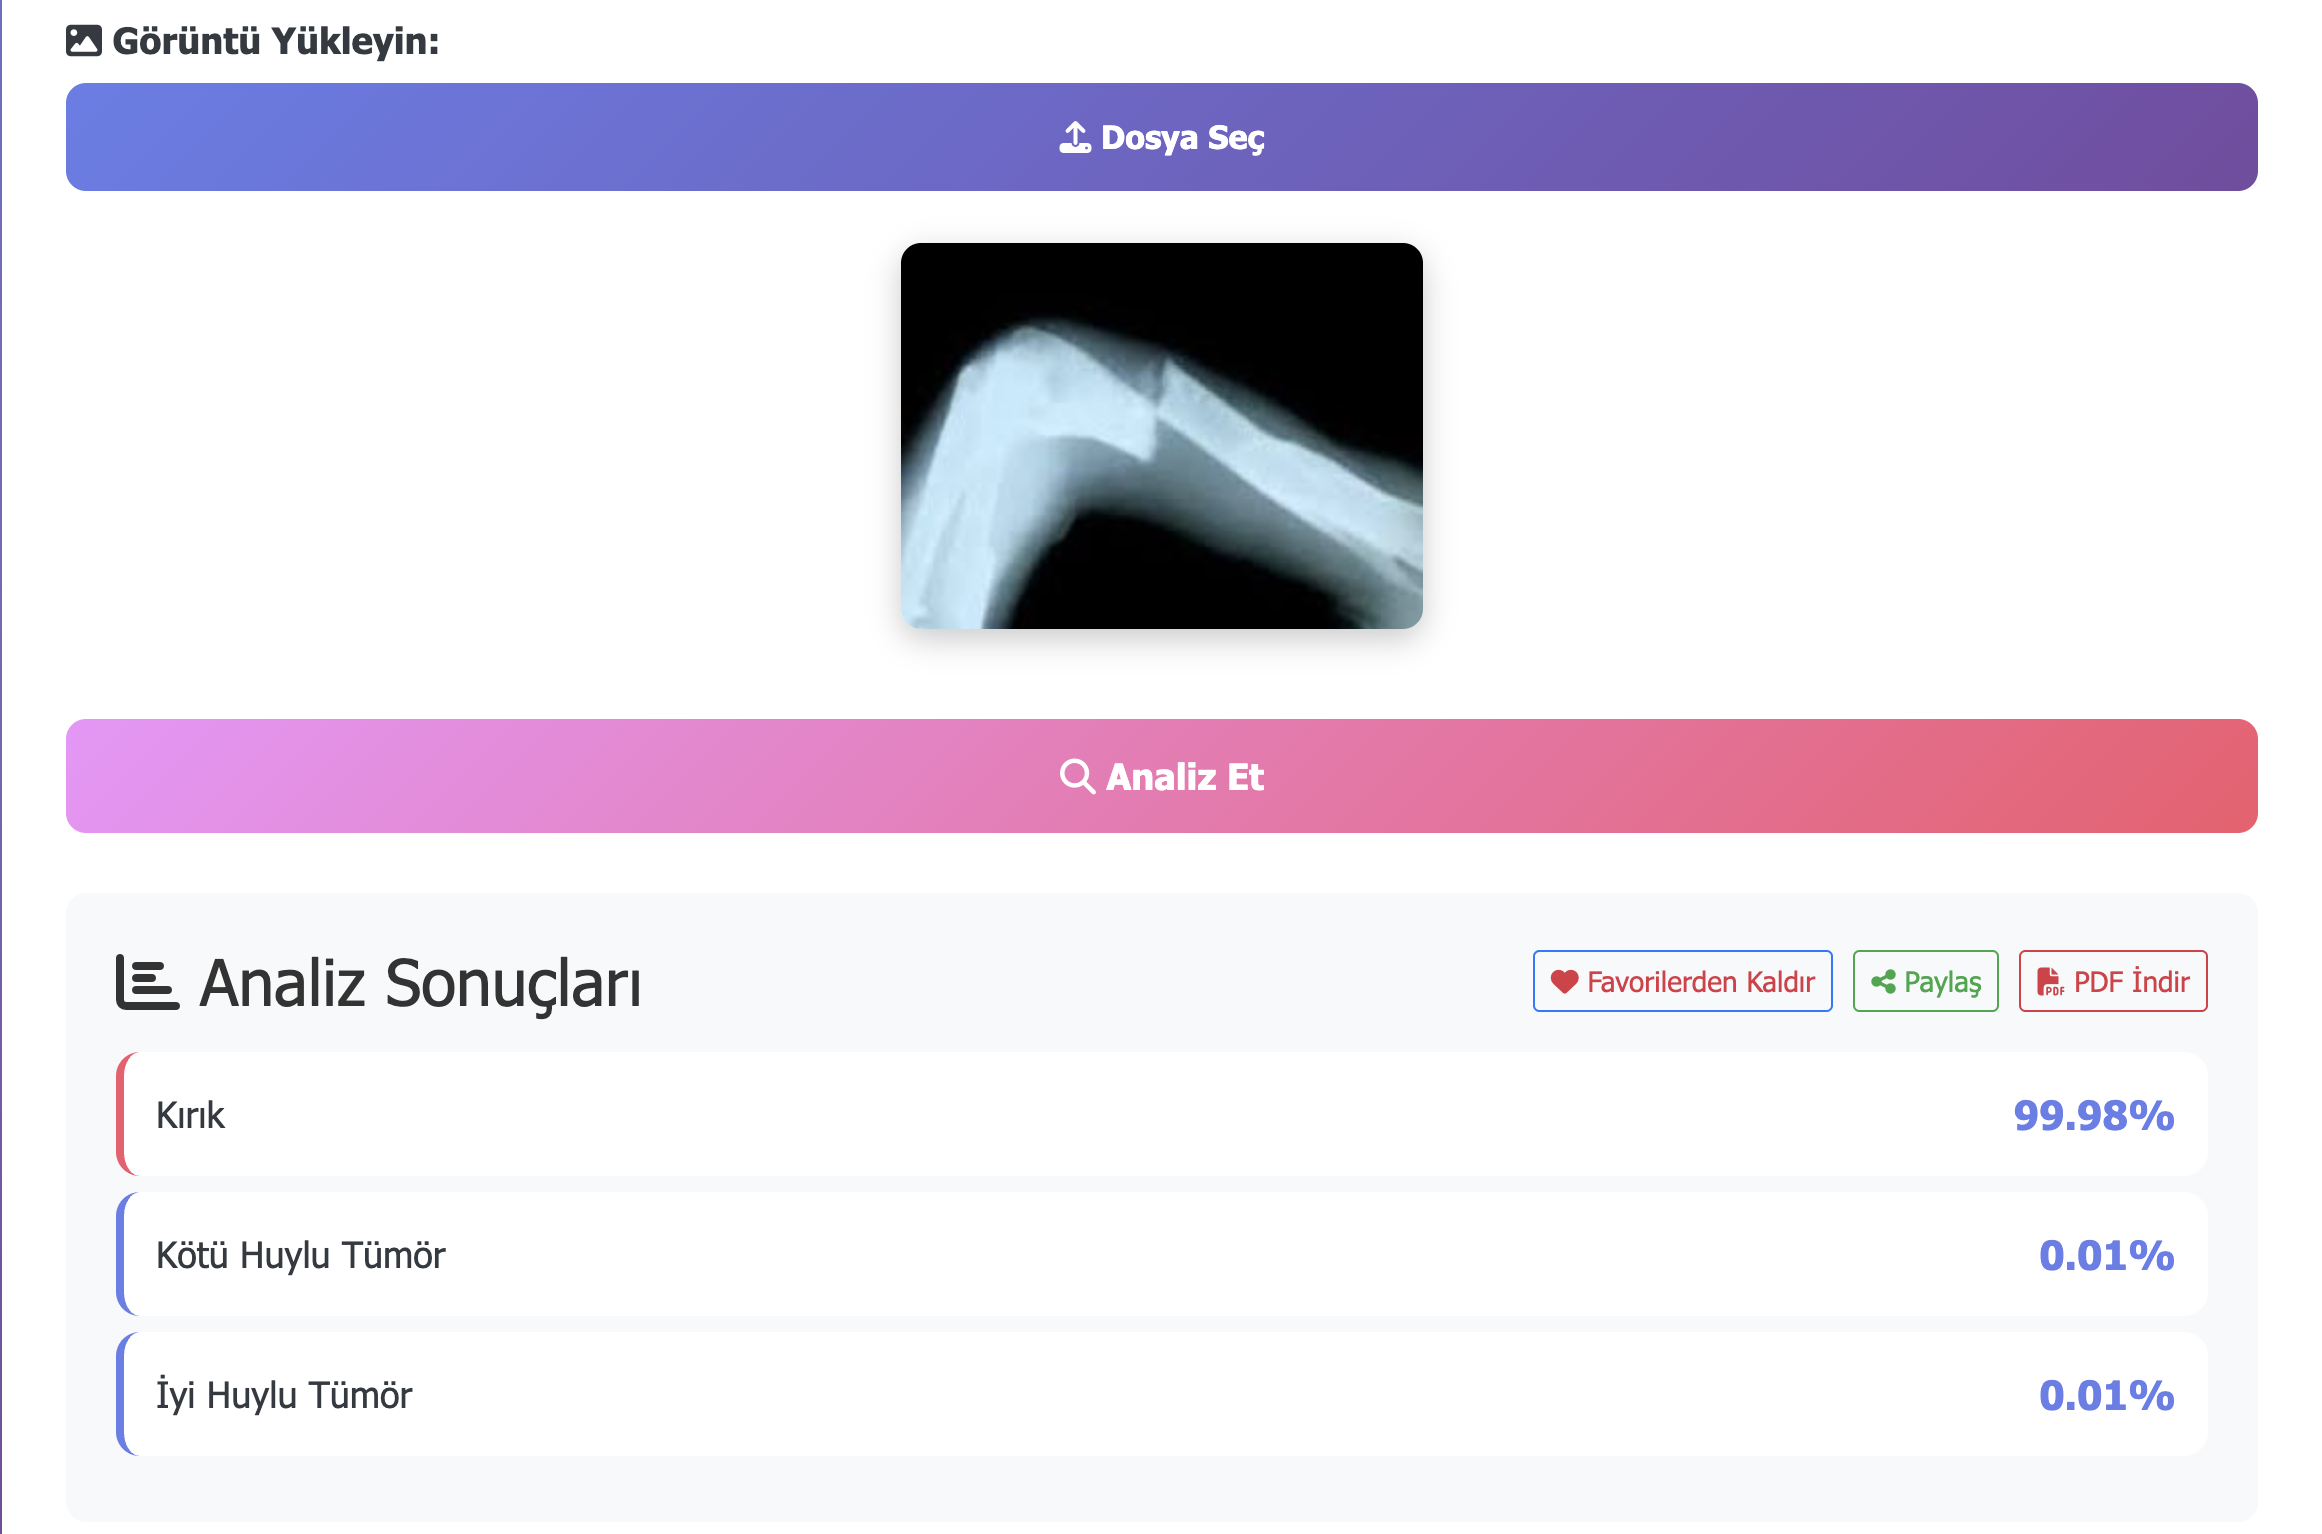 Görüntü Yükleyin:
Dosya Seç
Analiz Et
Analiz Sonuçları
Favorilerden Kaldır
Paylaş
PDF İndir
Kırık
99.98%
Kötü Huylu Tümör
0.01%
İyi Huylu Tümör
0.01%